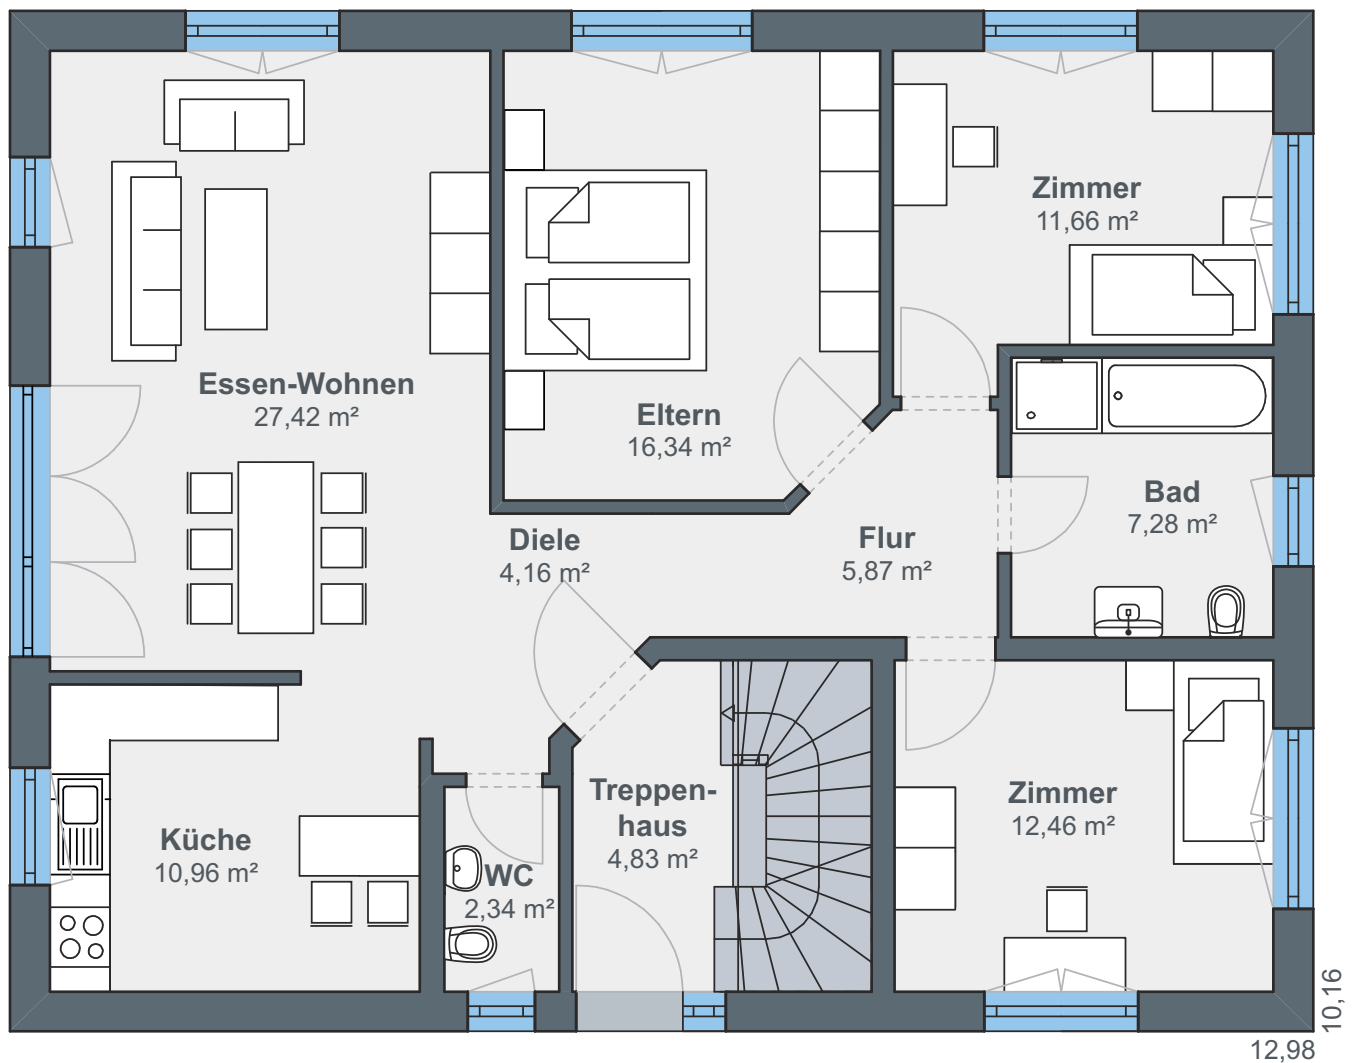 Zimmer
11,66 m²
Essen-Wohnen
27,42 m²
Eltern
16,34 m²
Bad
7,28 m²
Diele
4,16 m²
Flur
5,87 m²
Küche
10,96 m²
WC
2,34 m²
Treppen-
haus
4,83 m²
Zimmer
12,46 m²
10,16
12,98